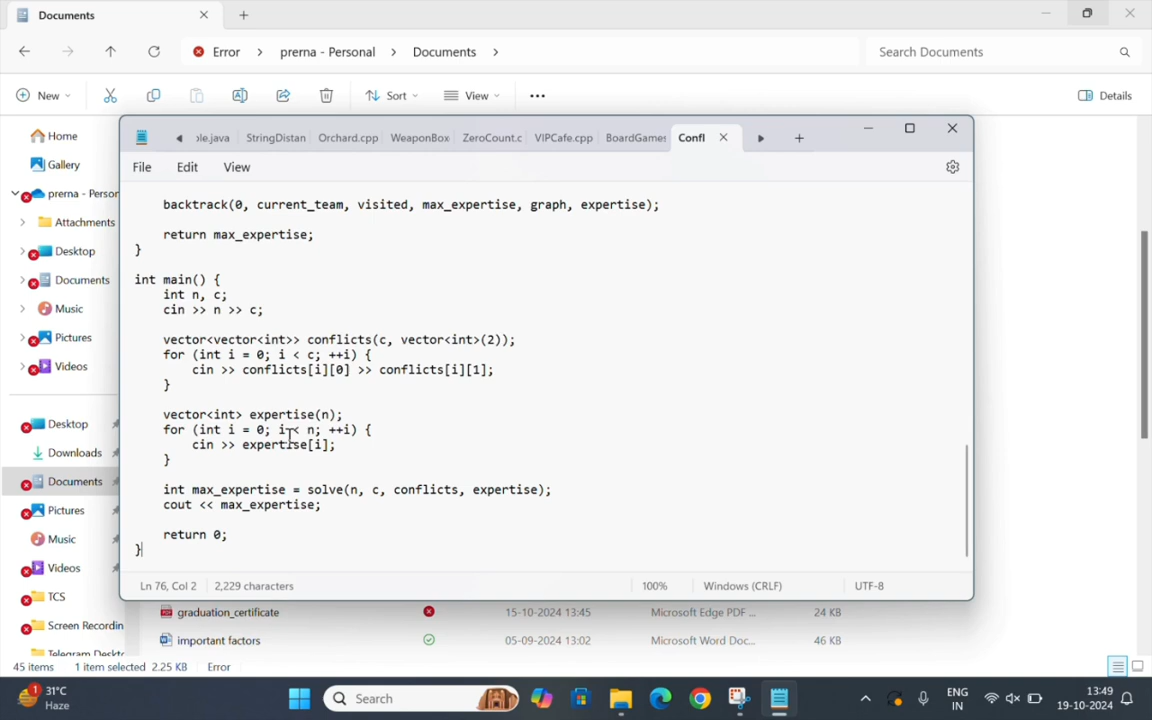 Documents
Error > prerna - Personal > Documents >
Search Documents
New
Sort
View
Details
Home
Gallery
prerna - Person
Attachments
Desktop
Documents
Music
Pictures
Videos
Desktop
Downloads
Documents
Pictures
Music
Videos
TCS
Screen Recordin
StringDistan
Orchard.cpp
WeaponBox
ZeroCount.c
VIPCafe.cpp
BoardGames
Confl
File
Edit
View
backtrack(0, current_team, visited, max_expertise, graph, expertise);
return max_expertise;
}
int main() {
int n, c;
cin >> n >> c;
vector<vector<int>> conflicts(c, vector<int>(2));
for (int i = 0; i < c; ++i) {
cin >> conflicts[i][0] >> conflicts[i][1];
}
vector<int> expertise(n);
for (int i = 0; i < n; ++i) {
cin >> expertise[i];
}
int max_expertise = solve(n, c, conflicts, expertise);
cout << max_expertise;
return 0;
}
Ln 76, Col 2
2,229 characters
100%
Windows (CRLF)
UTF-8
graduation_certificate
15-10-2024 13:45
Microsoft Edge PDF ...
24 KB
important factors
05-09-2024 13:02
Microsoft Word Doc...
46 KB
45 items
1 item selected 2.25 KB
Error
1
31°C
Haze
Search
ENG
IN
13:49
19-10-2024